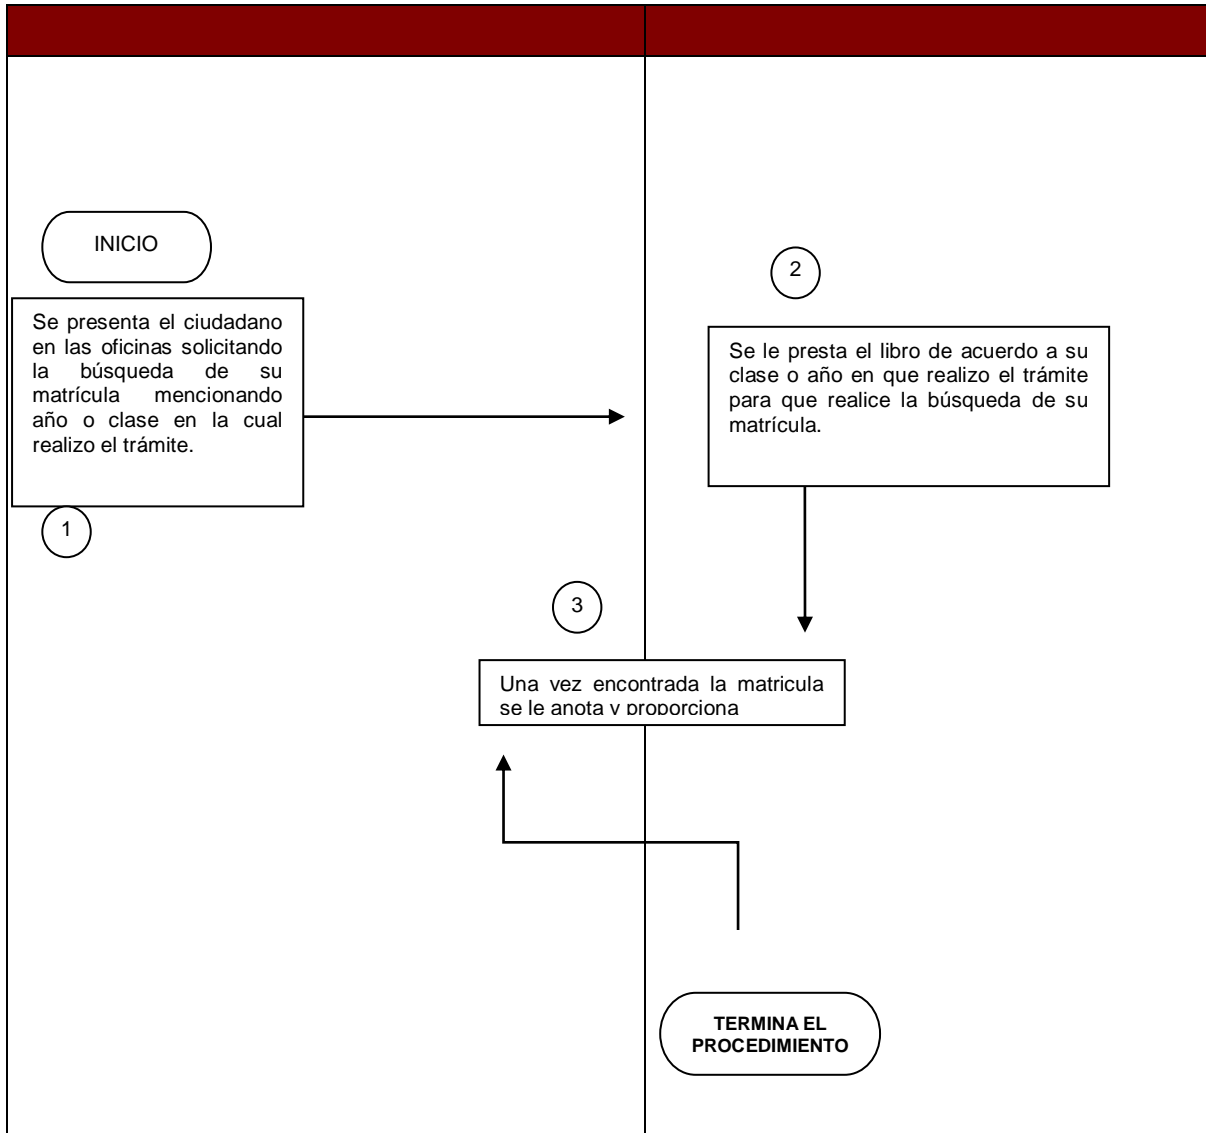 INICIO
Se presenta el ciudadano
en las oficinas solicitando
la búsqueda de su
matrícula mencionando
año o clase en la cual
realizo el trámite.
1
2
Se le presta el libro de acuerdo a su
clase o año en que realizo el trámite
para que realice la búsqueda de su
matrícula.
3
Una vez encontrada la matricula
se le anota y proporciona
TERMINA EL
PROCEDIMIENTO